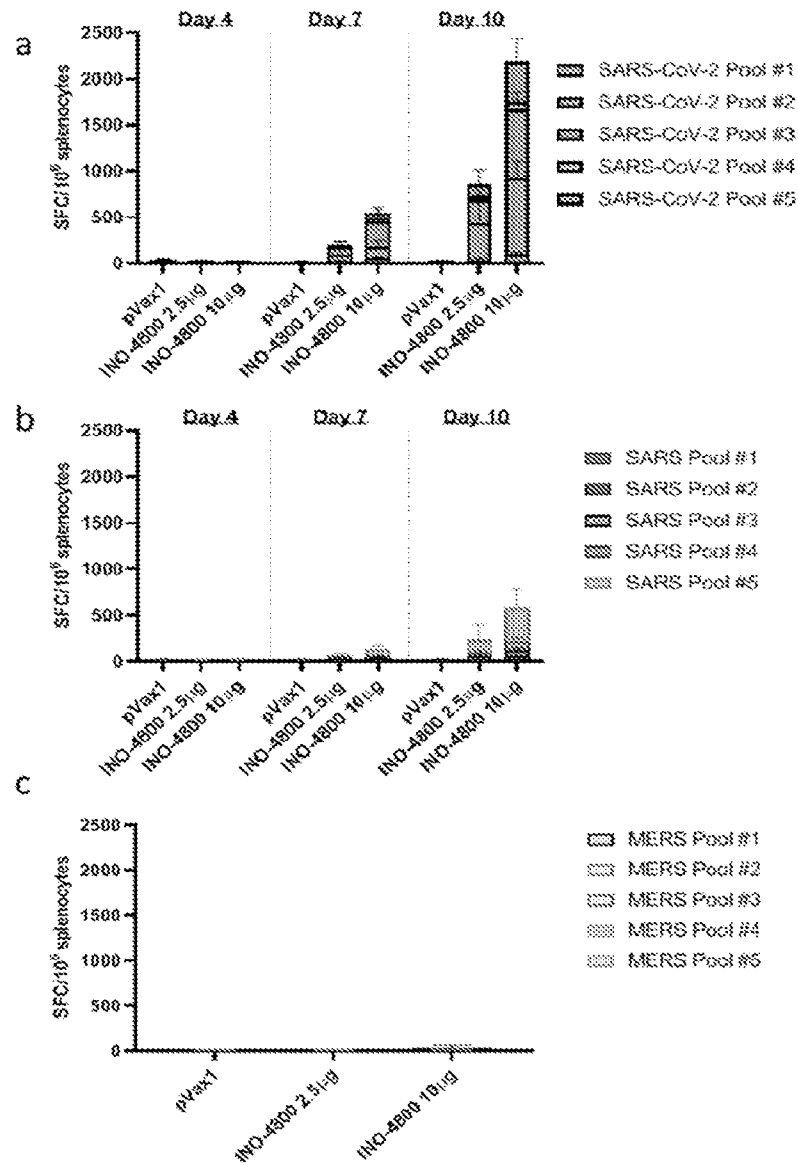 a
Day 4 Day 7 Day 10
2500
2000
1500
1000
500
0
SFC/10⁶ splenocytes
pVax1
INO-4800 2.5µg
INO-4800 10µg
pVax1
INO-4800 2.5µg
INO-4800 10µg
pVax1
INO-4800 2.5µg
INO-4800 10µg
SARS-CoV-2 Pool #1
SARS-CoV-2 Pool #2
SARS-CoV-2 Pool #3
SARS-CoV-2 Pool #4
SARS-CoV-2 Pool #5
b
Day 4 Day 7 Day 10
2500
2000
1500
1000
500
0
SFC/10⁶ splenocytes
pVax1
INO-4800 2.5µg
INO-4800 10µg
pVax1
INO-4800 2.5µg
INO-4800 10µg
pVax1
INO-4800 2.5µg
INO-4800 10µg
SARS Pool #1
SARS Pool #2
SARS Pool #3
SARS Pool #4
SARS Pool #5
c
2500
2000
1500
1000
500
0
SFC/10⁶ splenocytes
pVax1
INO-4800 2.5µg
INO-4800 10µg
MERS Pool #1
MERS Pool #2
MERS Pool #3
MERS Pool #4
MERS Pool #5